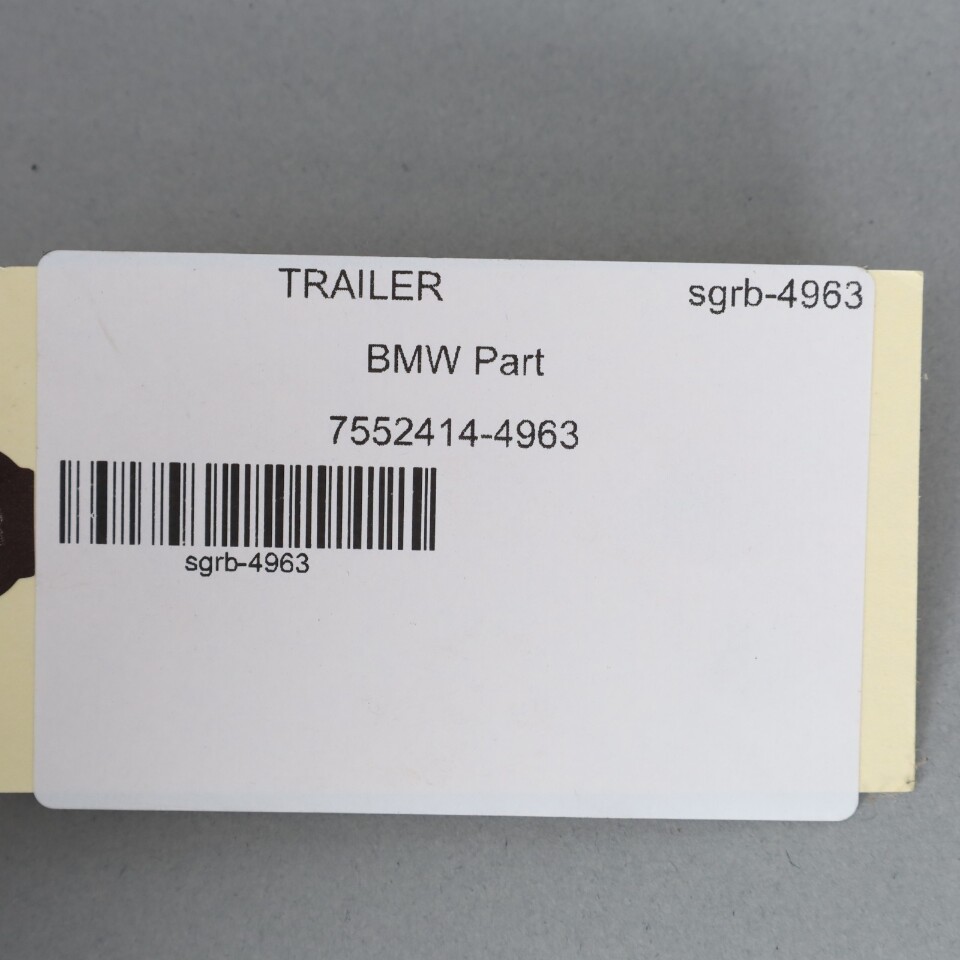 TRAILER sgrb-4963
BMW Part
7552414-4963
sgrb-4963